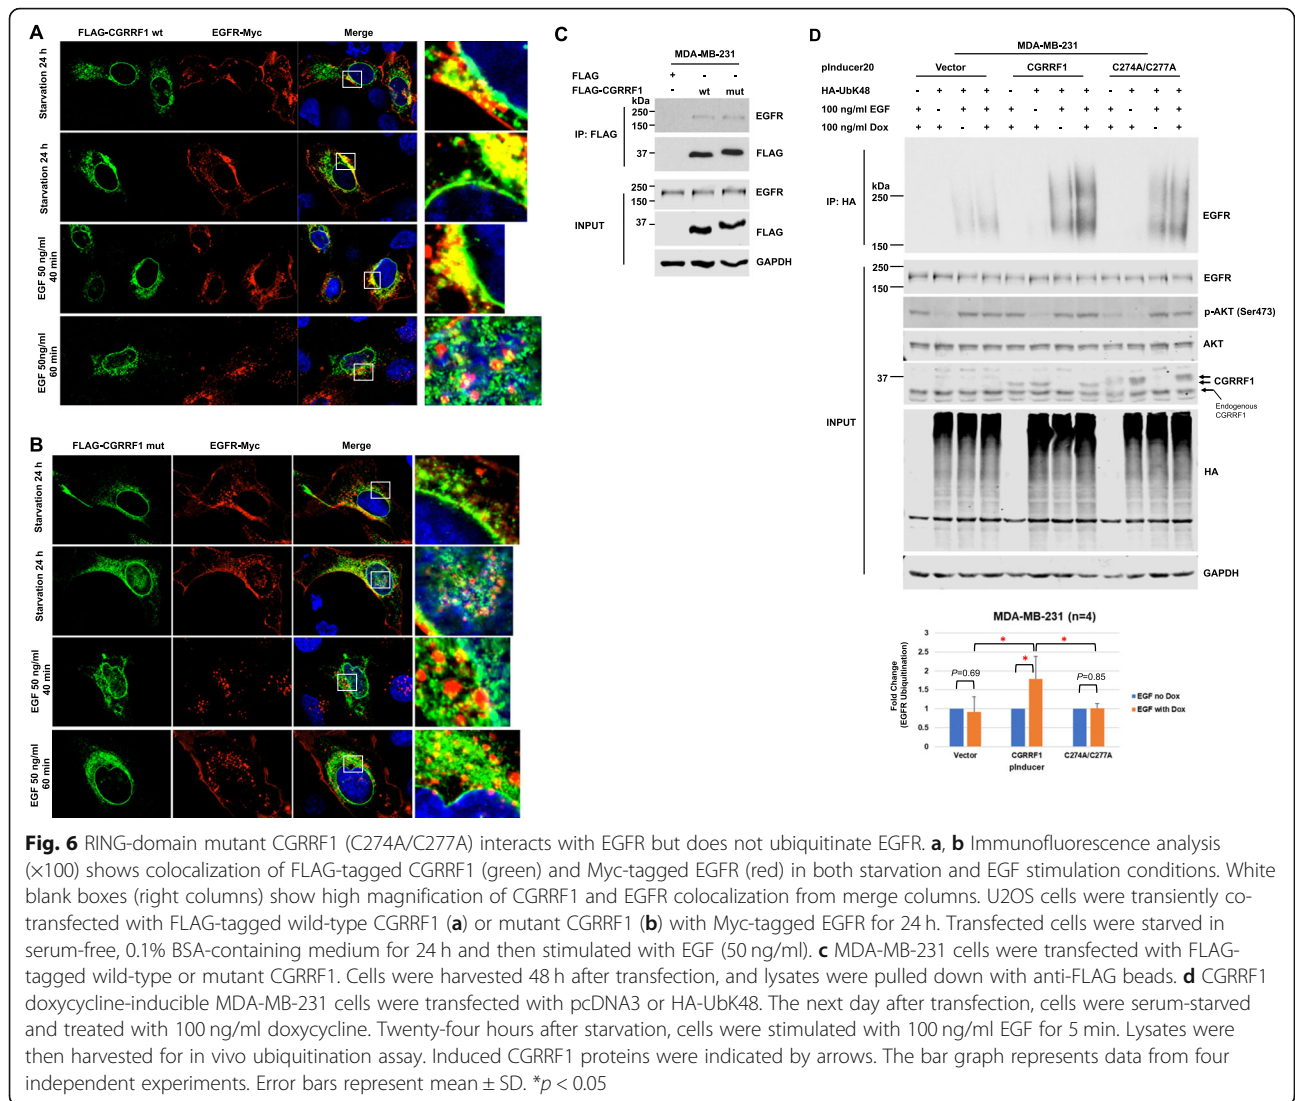 A
FLAG-CGRRF1 wt EGFR-Myc Merge
Starvation 24 h
Starvation 24 h
EGF 50 ng/ml
40 min
EGF 50ng/ml
60 min
B
FLAG-CGRRF1 mut EGFR-Myc Merge
Starvation 24 h
Starvation 24 h
EGF 50 ng/ml
40 min
EGF 50 ng/ml
60 min
C
MDA-MB-231
FLAG + - -
FLAG-CGRRF1 - wt mut
kDa
IP: FLAG
250
150
EGFR
37
FLAG
INPUT
250
150
EGFR
37
FLAG
GAPDH
D
MDA-MB-231
pInducer20 Vector CGRRF1 C274A/C277A
HA-UbK48 - + + + - + + + - + + +
100 ng/ml EGF + - + + + - + + + - + +
100 ng/ml Dox + + - + + + - + + + - +
IP: HA
kDa
250
150
EGFR
INPUT
250
150
EGFR
p-AKT (Ser473)
AKT
37
CGRRF1
Endogenous
CGRRF1
HA
GAPDH
MDA-MB-231 (n=4)
Fold Change
(EGFR Ubiquitination)
3
2.5
2
1.5
1
0.5
0
P=0.69
*
*
*
P=0.85
EGF no Dox
EGF with Dox
Vector CGRRF1 C274A/C277A
pInducer
Fig. 6 RING-domain mutant CGRRF1 (C274A/C277A) interacts with EGFR but does not ubiquitinate EGFR. a, b Immunofluorescence analysis
(×100) shows colocalization of FLAG-tagged CGRRF1 (green) and Myc-tagged EGFR (red) in both starvation and EGF stimulation conditions. White
blank boxes (right columns) show high magnification of CGRRF1 and EGFR colocalization from merge columns. U2OS cells were transiently co-
transfected with FLAG-tagged wild-type CGRRF1 (a) or mutant CGRRF1 (b) with Myc-tagged EGFR for 24 h. Transfected cells were starved in
serum-free, 0.1% BSA-containing medium for 24 h and then stimulated with EGF (50 ng/ml). c MDA-MB-231 cells were transfected with FLAG-
tagged wild-type or mutant CGRRF1. Cells were harvested 48 h after transfection, and lysates were pulled down with anti-FLAG beads. d CGRRF1
doxycycline-inducible MDA-MB-231 cells were transfected with pcDNA3 or HA-UbK48. The next day after transfection, cells were serum-starved
and treated with 100 ng/ml doxycycline. Twenty-four hours after starvation, cells were stimulated with 100 ng/ml EGF for 5 min. Lysates were
then harvested for in vivo ubiquitination assay. Induced CGRRF1 proteins were indicated by arrows. The bar graph represents data from four
independent experiments. Error bars represent mean ± SD. *p < 0.05